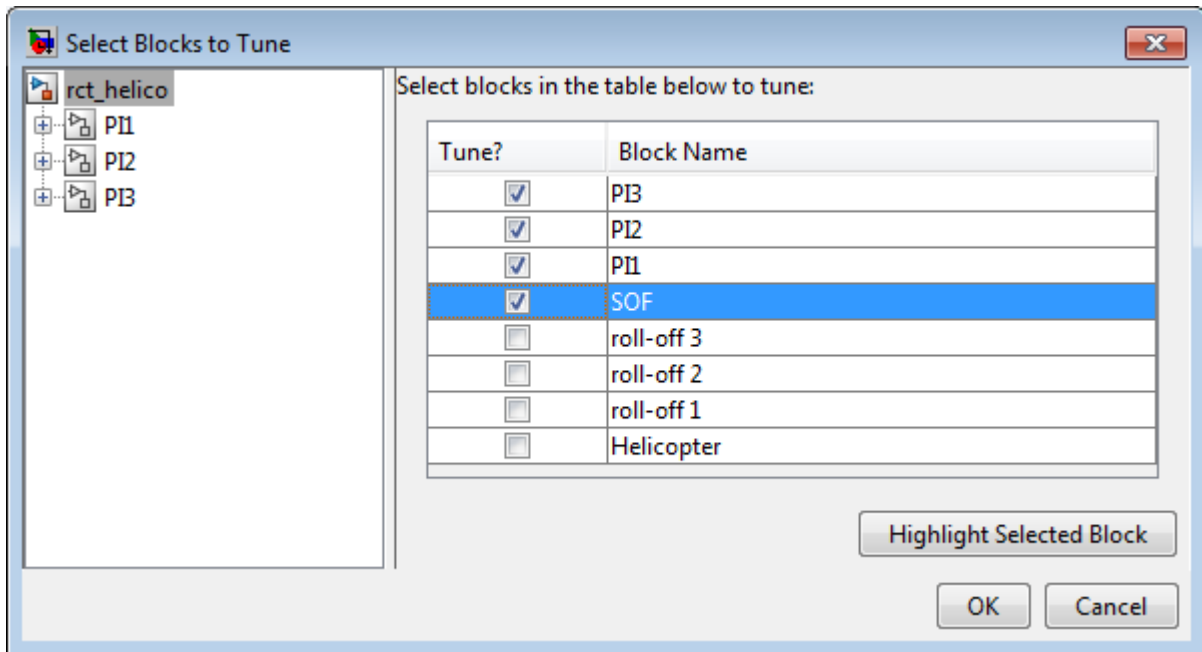 Select Blocks to Tune
rct_helico
PI1
PI2
PI3
Select blocks in the table below to tune:
Tune? Block Name
PI3
PI2
PI1
SOF
roll-off 3
roll-off 2
roll-off 1
Helicopter
Highlight Selected Block
OK Cancel